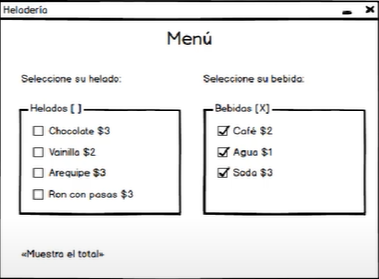 Heladería
Menú
Seleccione su helado:
Seleccione su bebida:
Helados [ ]
Chocolate $3
Vainilla $2
Arequipe $3
Ron con pasas $3
Bebidas [X]
Café $2
Agua $1
Soda $3
«Muestra el total»